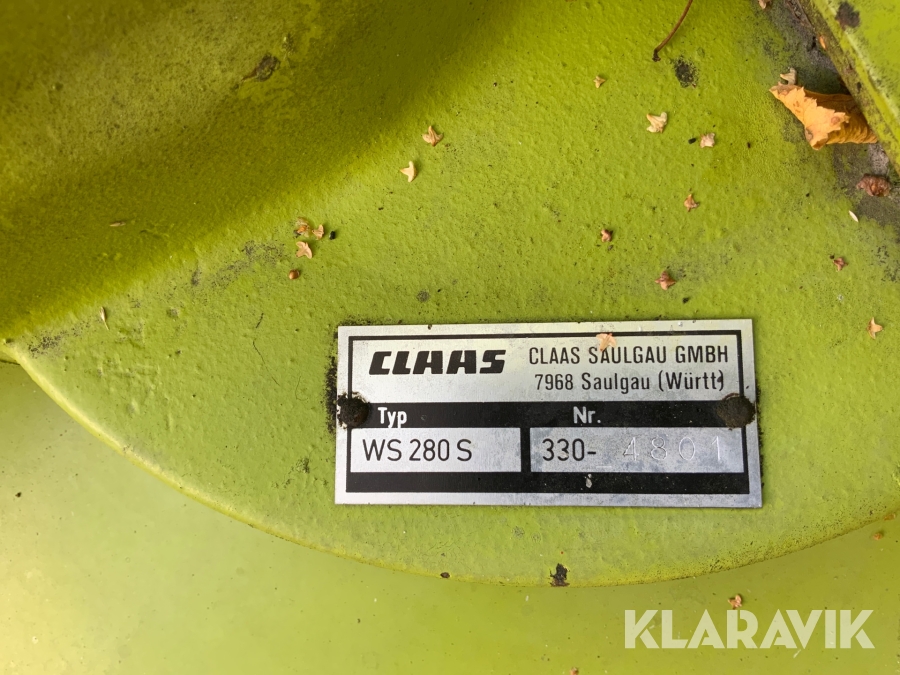 CLAAS
CLAAS SAULGAU GMBH
7968 Saulgau (Württ)
Typ Nr.
WS 280 S 330- 4801
KLARAVIK